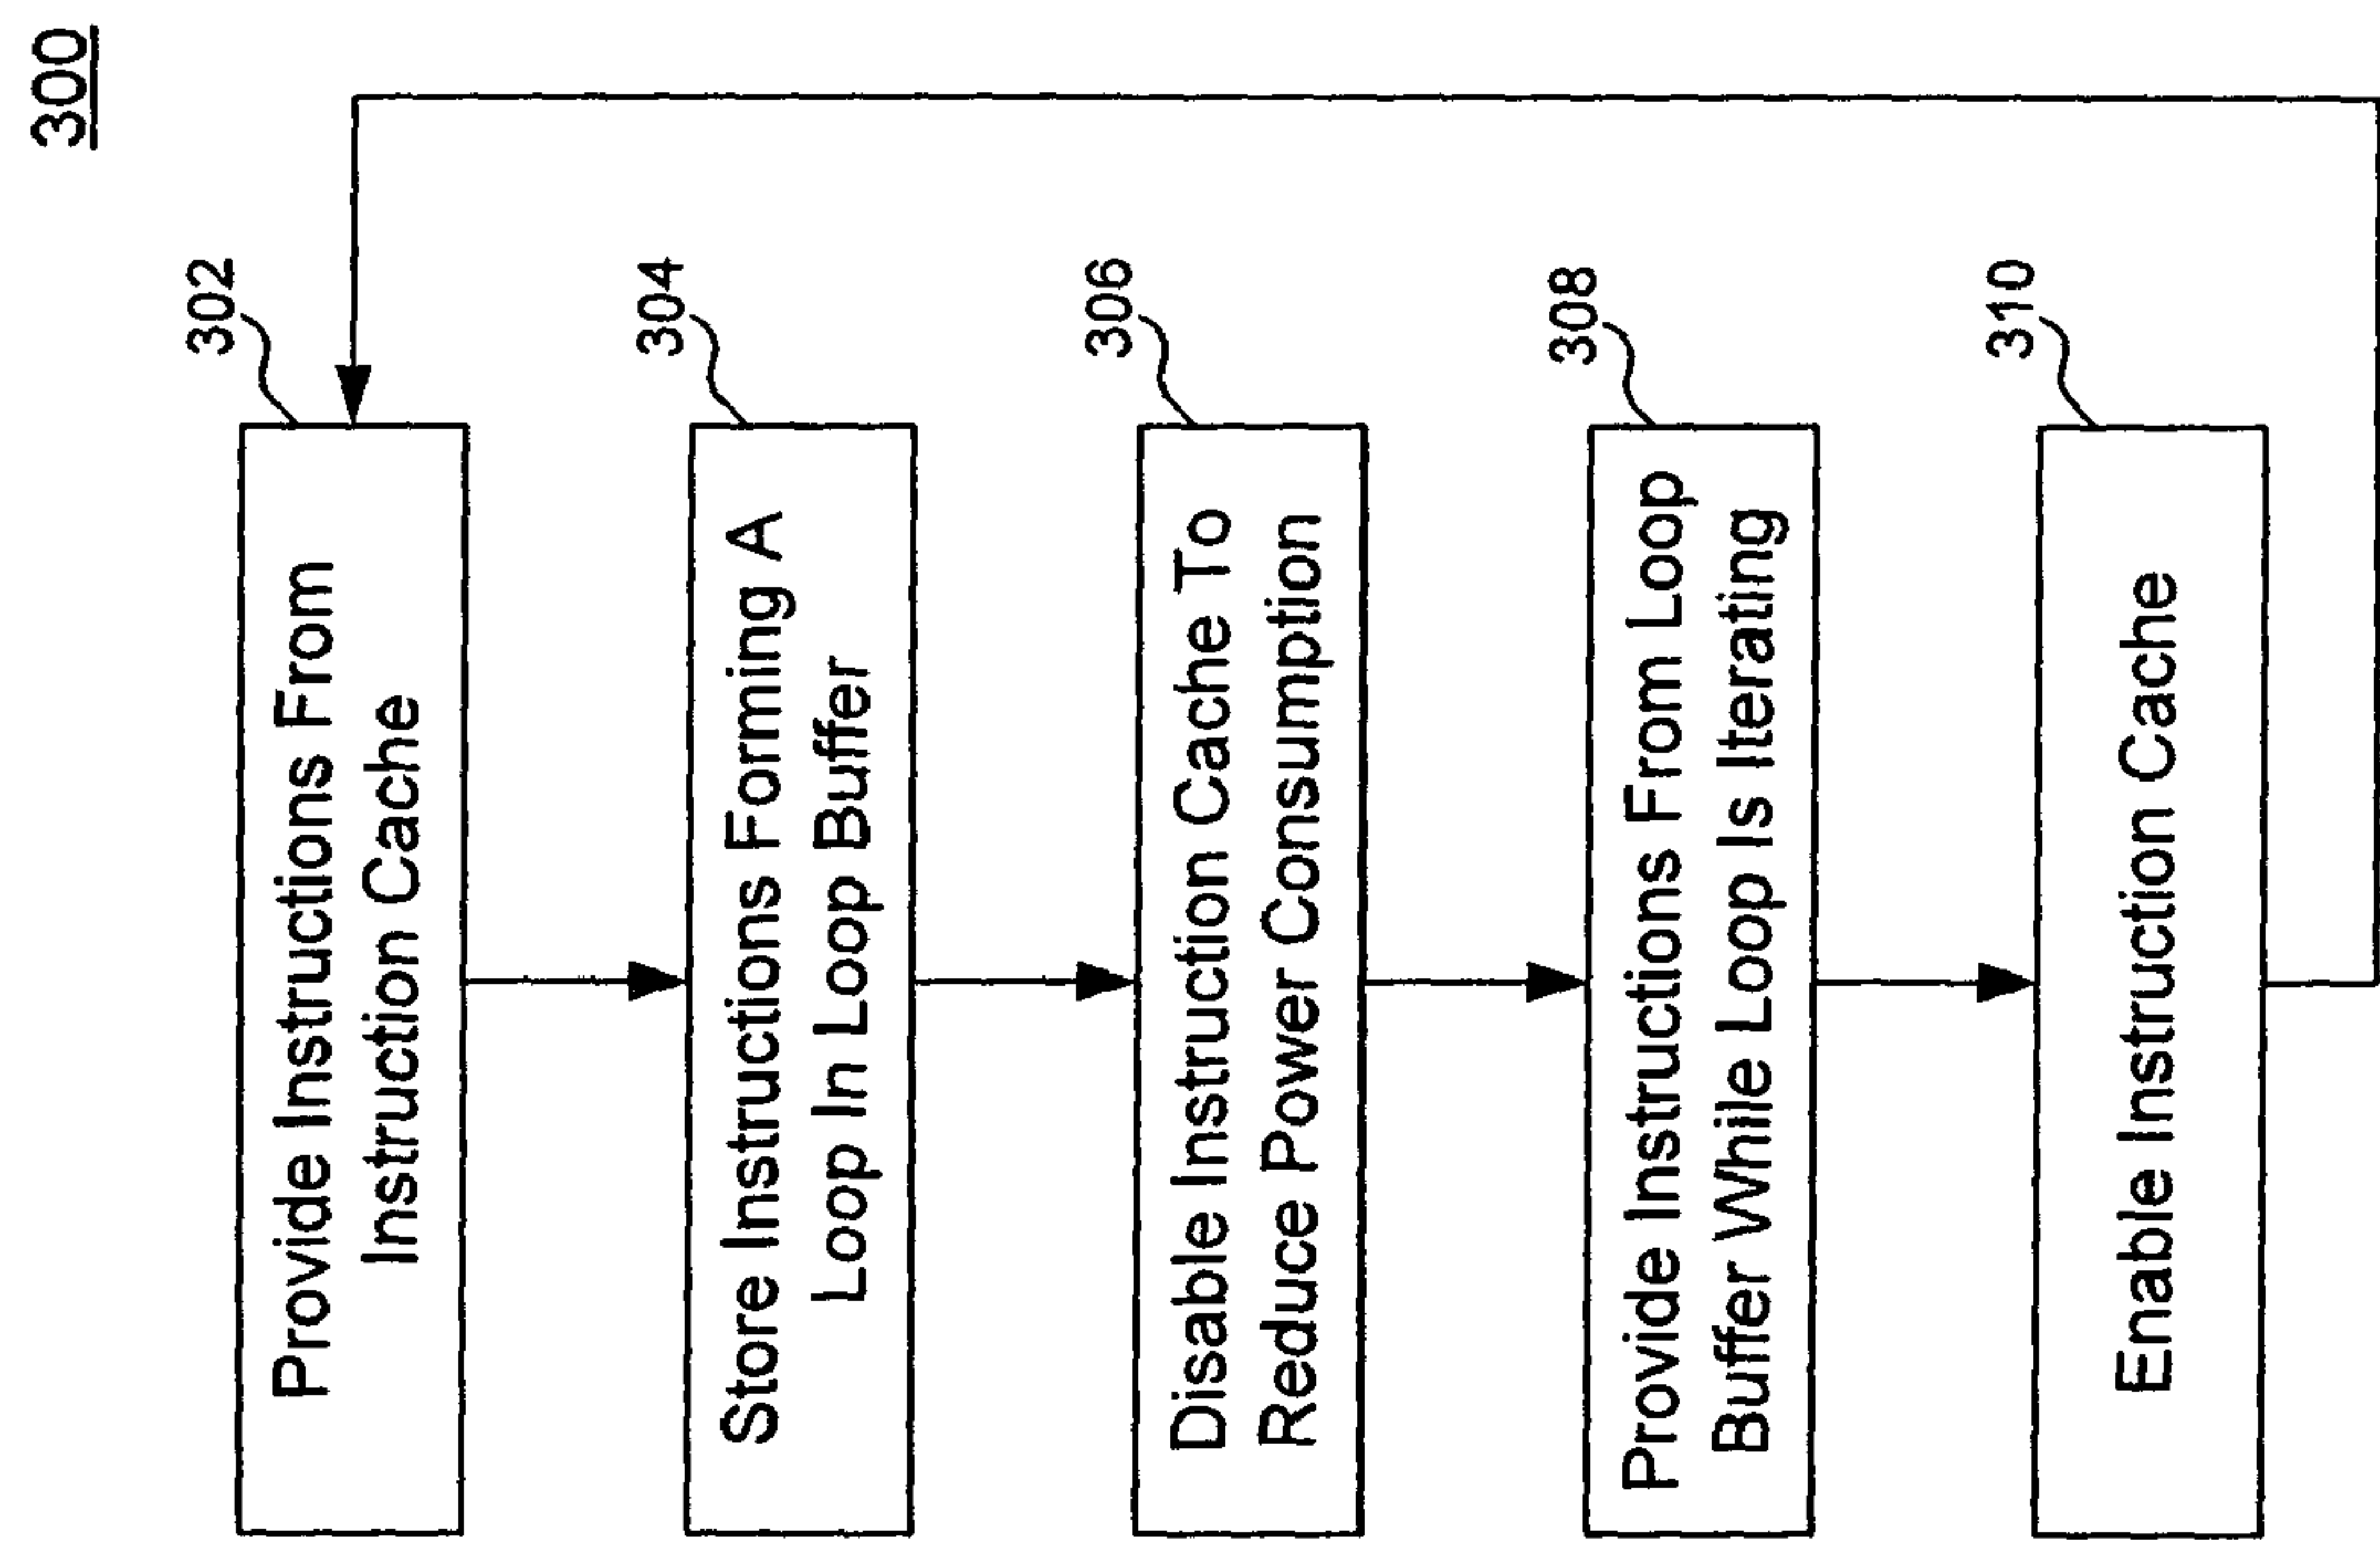 300
302
Provide Instructions From
Instruction Cache
304
Store Instructions Forming A
Loop In Loop Buffer
306
Disable Instruction Cache To
Reduce Power Consumption
308
Provide Instructions From Loop
Buffer While Loop Is Iterating
310
Enable Instruction Cache